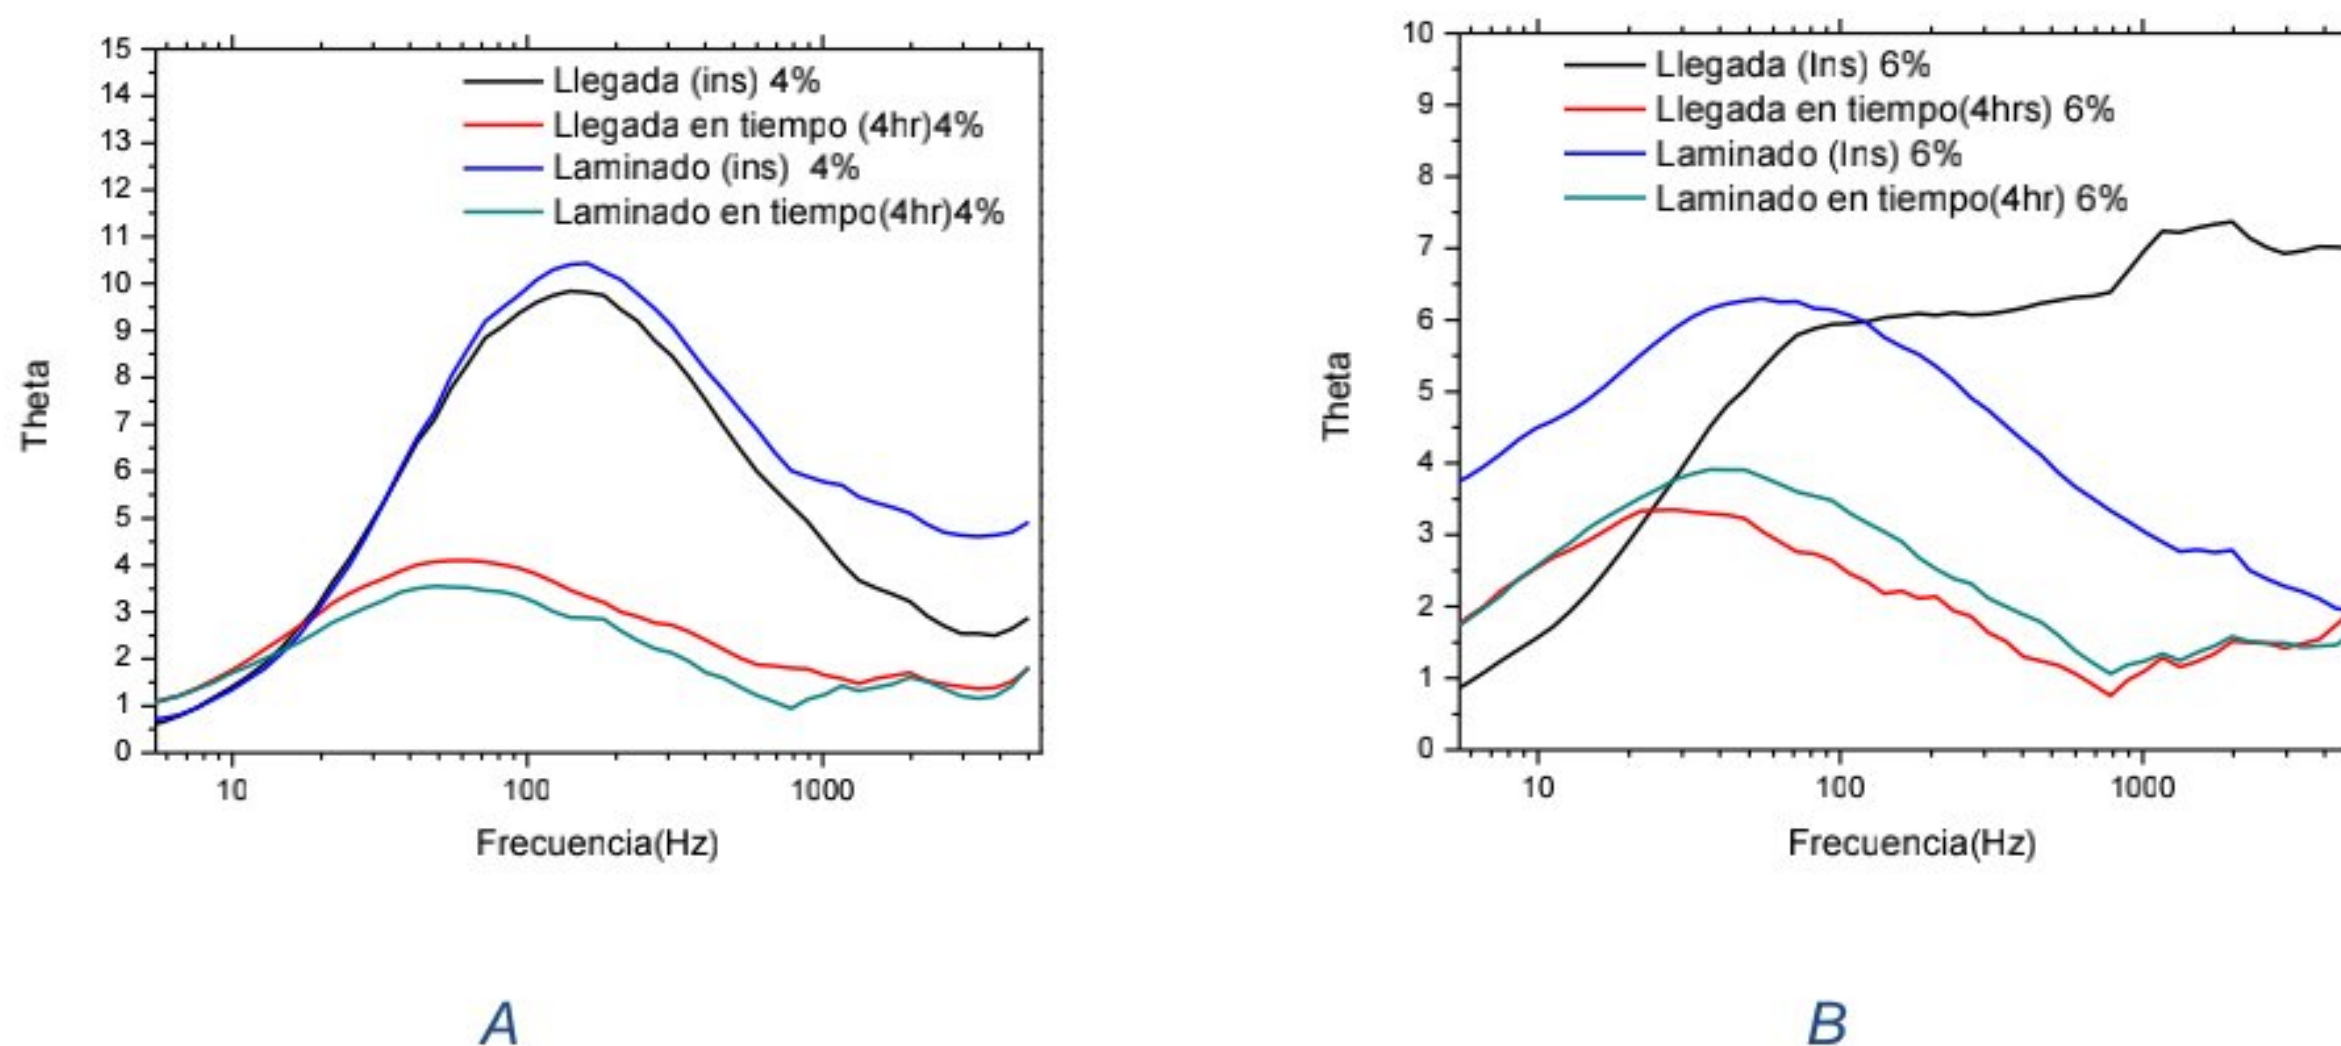 15
14
13
12
11
10
9
8
7
6
5
4
3
2
1
0
Theta
Llegada (ins) 4%
Llegada en tiempo (4hr)4%
Laminado (ins) 4%
Laminado en tiempo(4hr)4%
10 100 1000
Frecuencia(Hz)
A
10
9
8
7
6
5
4
3
2
1
0
Theta
Llegada (Ins) 6%
Llegada en tiempo(4hrs) 6%
Laminado (Ins) 6%
Laminado en tiempo(4hr) 6%
10 100 1000
Frecuencia(Hz)
B